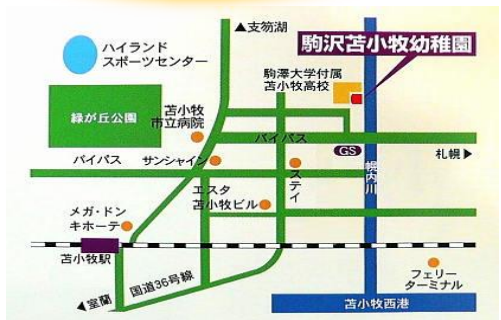 ▲支笏湖
駒沢苫小牧幼稚園
ハイランド
スポーツセンター
駒澤大学付属
苫小牧高校
緑が丘公園
苫小牧
市立病院
バイパス
GS
札幌▶
バイパス
サンシャイン
ステイ
幌内川
エスタ
苫小牧ビル
メガ・ドン
キホーテ
苫小牧駅
国道36号線
◀室蘭
フェリー
ターミナル
苫小牧西港